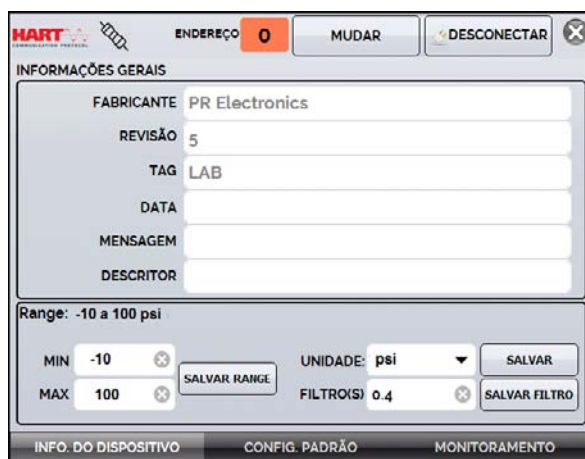 HART
COMMUNICATION PROTOCOL
ENDEREÇO 0 MUDAR DESCONECTAR
INFORMAÇÕES GERAIS
FABRICANTE PR Electronics
REVISÃO 5
TAG LAB
DATA
MENSAGEM
DESCRITOR
Range: -10 a 100 psi
MIN -10 UNIDADE: psi SALVAR
SALVAR RANGE
MAX 100 FILTRO(S) 0.4 SALVAR FILTRO
INFO. DO DISPOSITIVO CONFIG. PADRÃO MONITORAMENTO